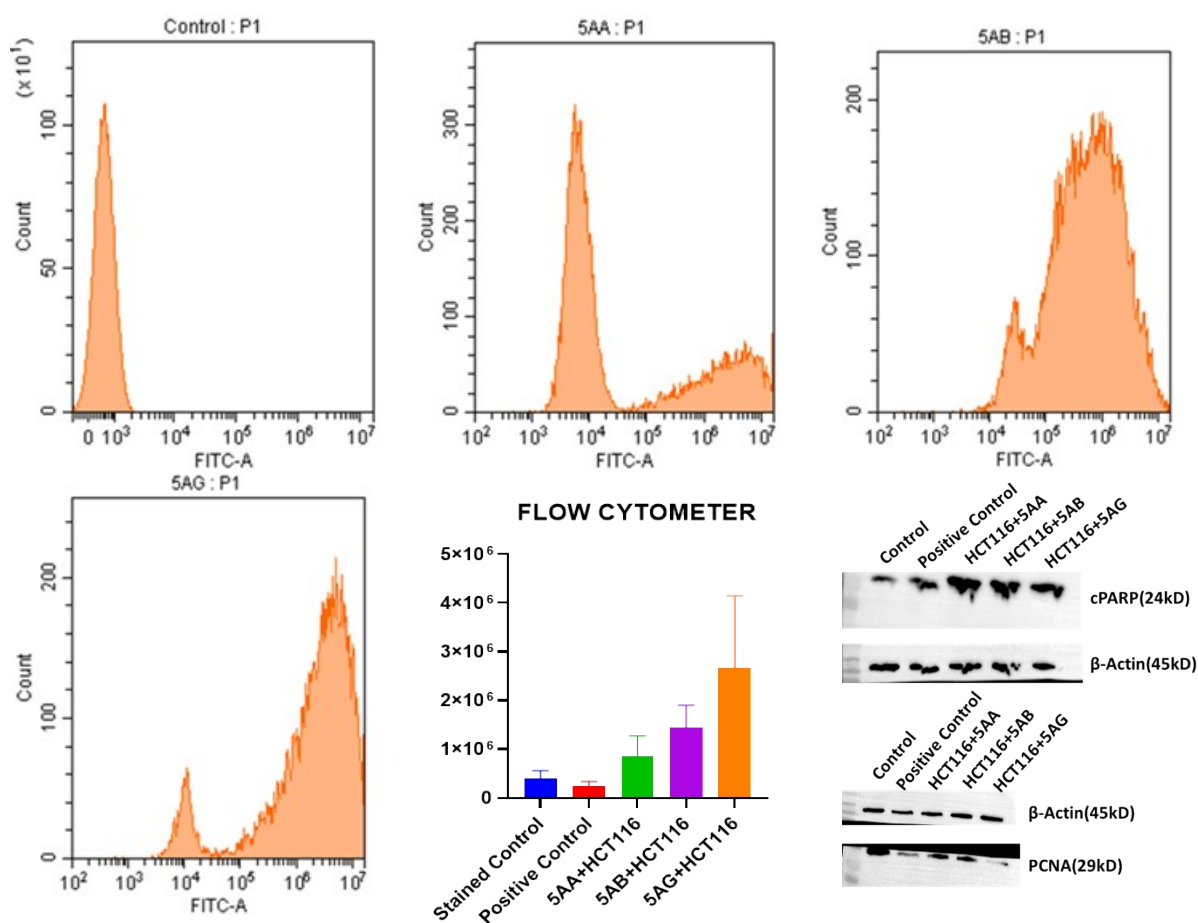 Control : P1
(x 10¹)
Count
100
50
0
0 10³ 10⁴ 10⁵ 10⁶ 10⁷
FITC-A
5AA : P1
Count
300
200
100
0
10² 10³ 10⁴ 10⁵ 10⁶ 10⁷
FITC-A
5AB : P1
Count
200
100
0
10² 10³ 10⁴ 10⁵ 10⁶ 10⁷
FITC-A
5AG : P1
Count
200
100
0
10² 10³ 10⁴ 10⁵ 10⁶ 10⁷
FITC-A
FLOW CYTOMETER
5×10⁶
4×10⁶
3×10⁶
2×10⁶
1×10⁶
0
Stained Control
Positive Control
5AA+HCT116
5AB+HCT116
5AG+HCT116
Control
Positive Control
HCT116+5AA
HCT116+5AB
HCT116+5AG
cPARP(24kD)
β-Actin(45kD)
Control
Positive Control
HCT116+5AA
HCT116+5AB
HCT116+5AG
β-Actin(45kD)
PCNA(29kD)